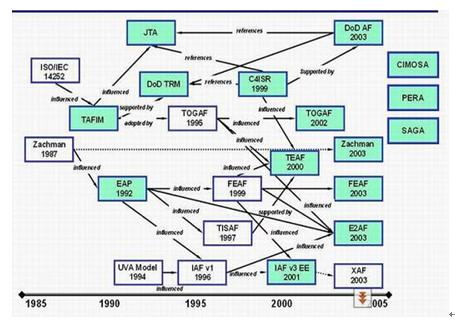 JTA
DoD AF
2003
references
references
ISO/IEC
14252
CIMOSA
DoD TRM
references
C4ISR
1999
Supported by
influenced
influenced
supported by
influenced
PERA
TAFIM
adopted by
TOGAF
1995
TOGAF
2002
SAGA
influenced
Zachman
1987
Zachman
2003
TEAF
2000
influenced
influenced
influenced
EAP
1992
influenced
FEAF
1999
influenced
FEAF
2003
influenced
supported by
TISAF
1997
influenced
E2AF
2003
influenced
UVA Model
1994
IAF v1
1996
influenced
IAF v3 EE
2001
XAF
2003
influenced
1985
1990
1995
2000
2005